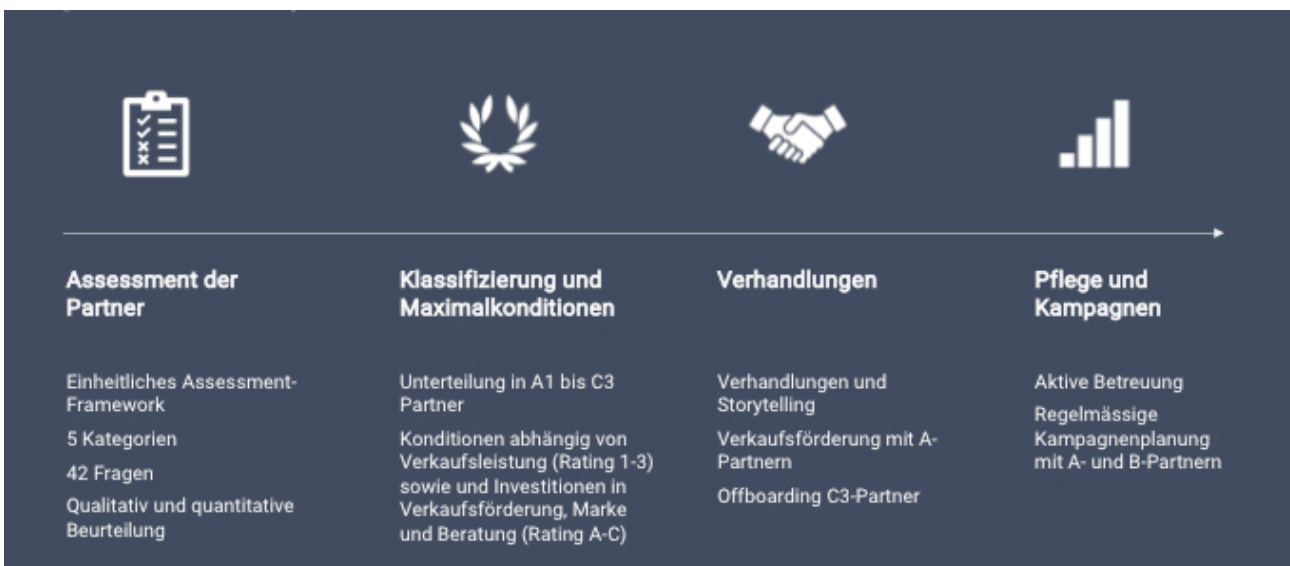 Assessment der
Partner
Einheitliches Assessment-
Framework
5 Kategorien
42 Fragen
Qualitativ und quantitative
Beurteilung
Klassifizierung und
Maximalkonditionen
Unterteilung in A1 bis C3
Partner
Konditionen abhängig von
Verkaufsleistung (Rating 1-3)
sowie und Investitionen in
Verkaufsförderung, Marke
und Beratung (Rating A-C)
Verhandlungen
Verhandlungen und
Storytelling
Verkaufsförderung mit A-
Partnern
Offboarding C3-Partner
Pflege und
Kampagnen
Aktive Betreuung
Regelmässige
Kampagnenplanung
mit A- und B-Partnern